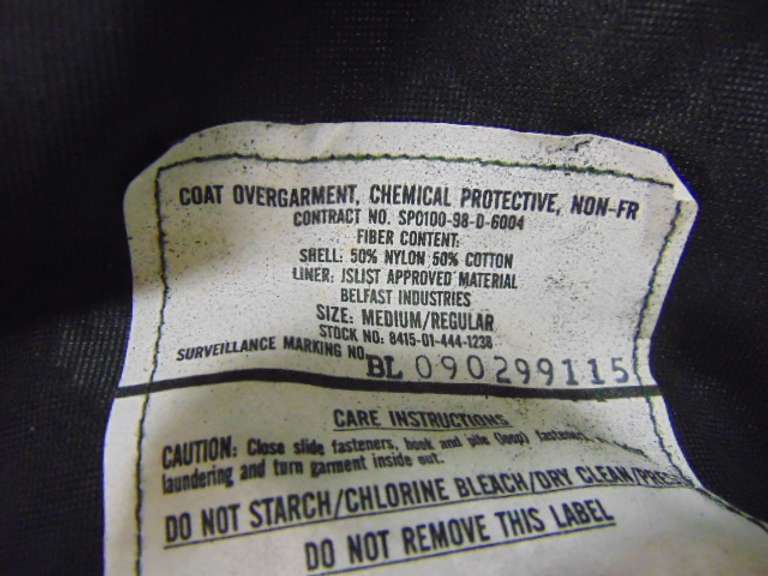 COAT OVERGARMENT, CHEMICAL PROTECTIVE, NON-FR
CONTRACT NO. SPO100-98-D-6004
FIBER CONTENT:
SHELL: 50% NYLON 50% COTTON
LINER: JSLIST APPROVED MATERIAL
BELFAST INDUSTRIES
SIZE: MEDIUM/REGULAR
STOCK NO: 8415-01-444-1238
SURVEILLANCE MARKING NO. BL 090299115
CARE INSTRUCTIONS
CAUTION: Close slide fasteners, hook and pile (loop)
laundering and turn garment inside out.
DO NOT STARCH/CHLORINE BLEACH/DRY CLEAN/PRESS
DO NOT REMOVE THIS LABEL